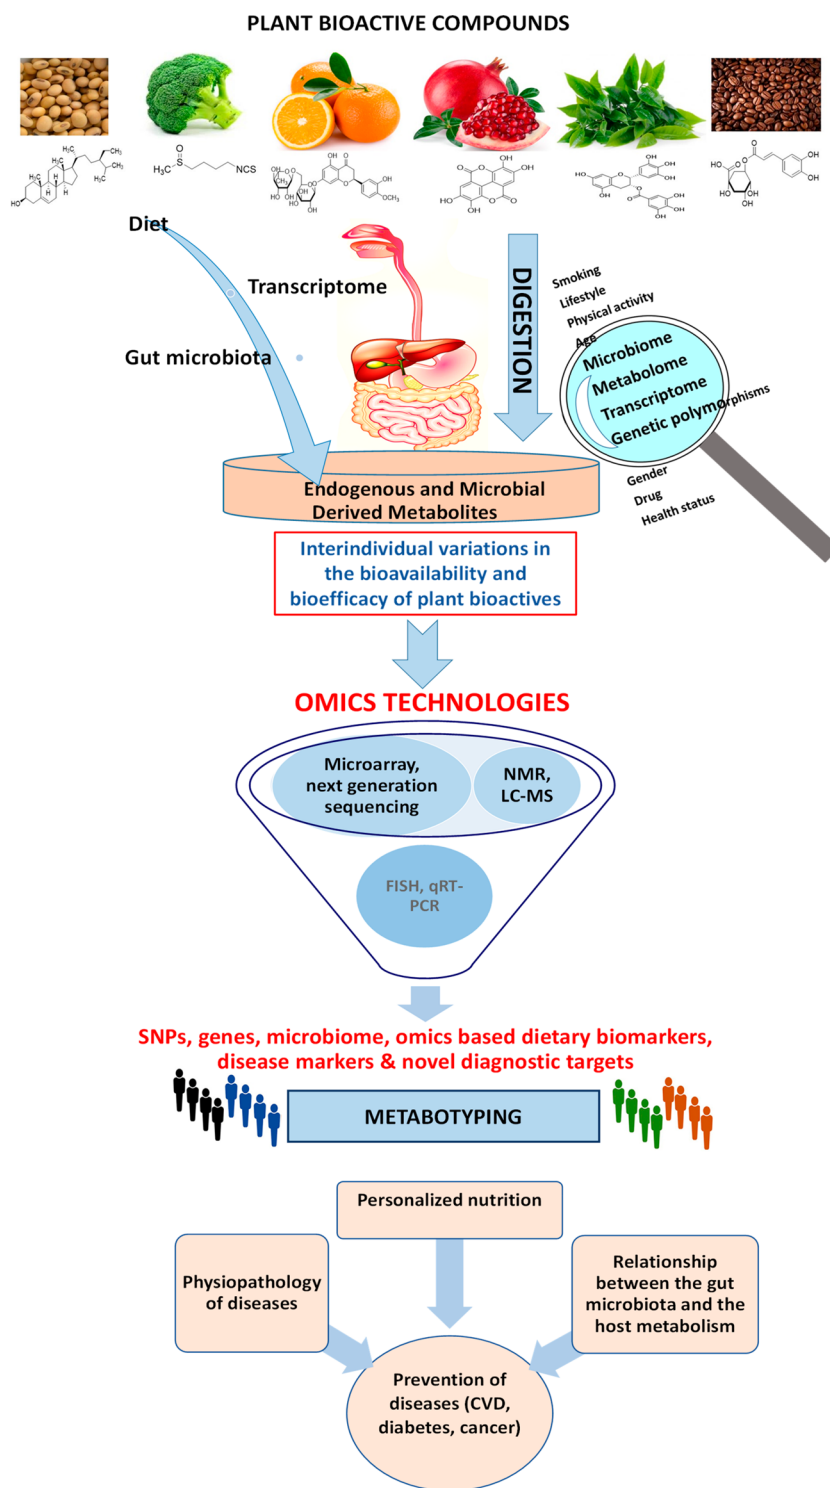 PLANT BIOACTIVE COMPOUNDS
Diet
Transcriptome
Gut microbiota
DIGESTION
Smoking
Lifestyle
Physical activity
Age
Microbiome
Metabolome
Transcriptome
Genetic polymorphisms
Gender
Drug
Health status
Endogenous and Microbial
Derived Metabolites
Interindividual variations in
the bioavailability and
bioefficacy of plant bioactives
OMICS TECHNOLOGIES
Microarray,
next generation
sequencing
NMR,
LC-MS
FISH, qRT-
PCR
SNPs, genes, microbiome, omics based dietary biomarkers,
disease markers & novel diagnostic targets
METABOTYPING
Personalized nutrition
Physiopathology
of diseases
Relationship
between the gut
microbiota and the
host metabolism
Prevention of
diseases (CVD,
diabetes, cancer)